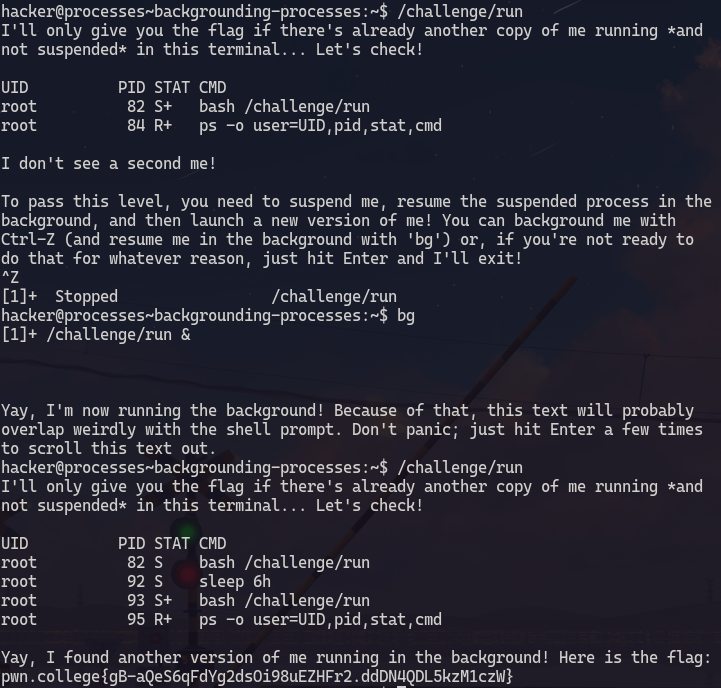 hacker@processes~backgrounding-processes:~$ /challenge/run
I'll only give you the flag if there's already another copy of me running *and
not suspended* in this terminal... Let's check!
UID          PID STAT CMD
root          82 S+   bash /challenge/run
root          84 R+   ps -o user=UID,pid,stat,cmd
I don't see a second me!
To pass this level, you need to suspend me, resume the suspended process in the
background, and then launch a new version of me! You can background me with
Ctrl-Z (and resume me in the background with 'bg') or, if you're not ready to
do that for whatever reason, just hit Enter and I'll exit!
^Z
[1]+  Stopped                 /challenge/run
hacker@processes~backgrounding-processes:~$ bg
[1]+ /challenge/run &
Yay, I'm now running the background! Because of that, this text will probably
overlap weirdly with the shell prompt. Don't panic; just hit Enter a few times
to scroll this text out.
hacker@processes~backgrounding-processes:~$ /challenge/run
I'll only give you the flag if there's already another copy of me running *and
not suspended* in this terminal... Let's check!
UID          PID STAT CMD
root          82 S    bash /challenge/run
root          92 S    sleep 6h
root          93 S+   bash /challenge/run
root          95 R+   ps -o user=UID,pid,stat,cmd
Yay, I found another version of me running in the background! Here is the flag:
pwn.college{gB-aQeS6qFdYg2dsOi98uEZHFr2.ddDN4QDL5kzM1czW}